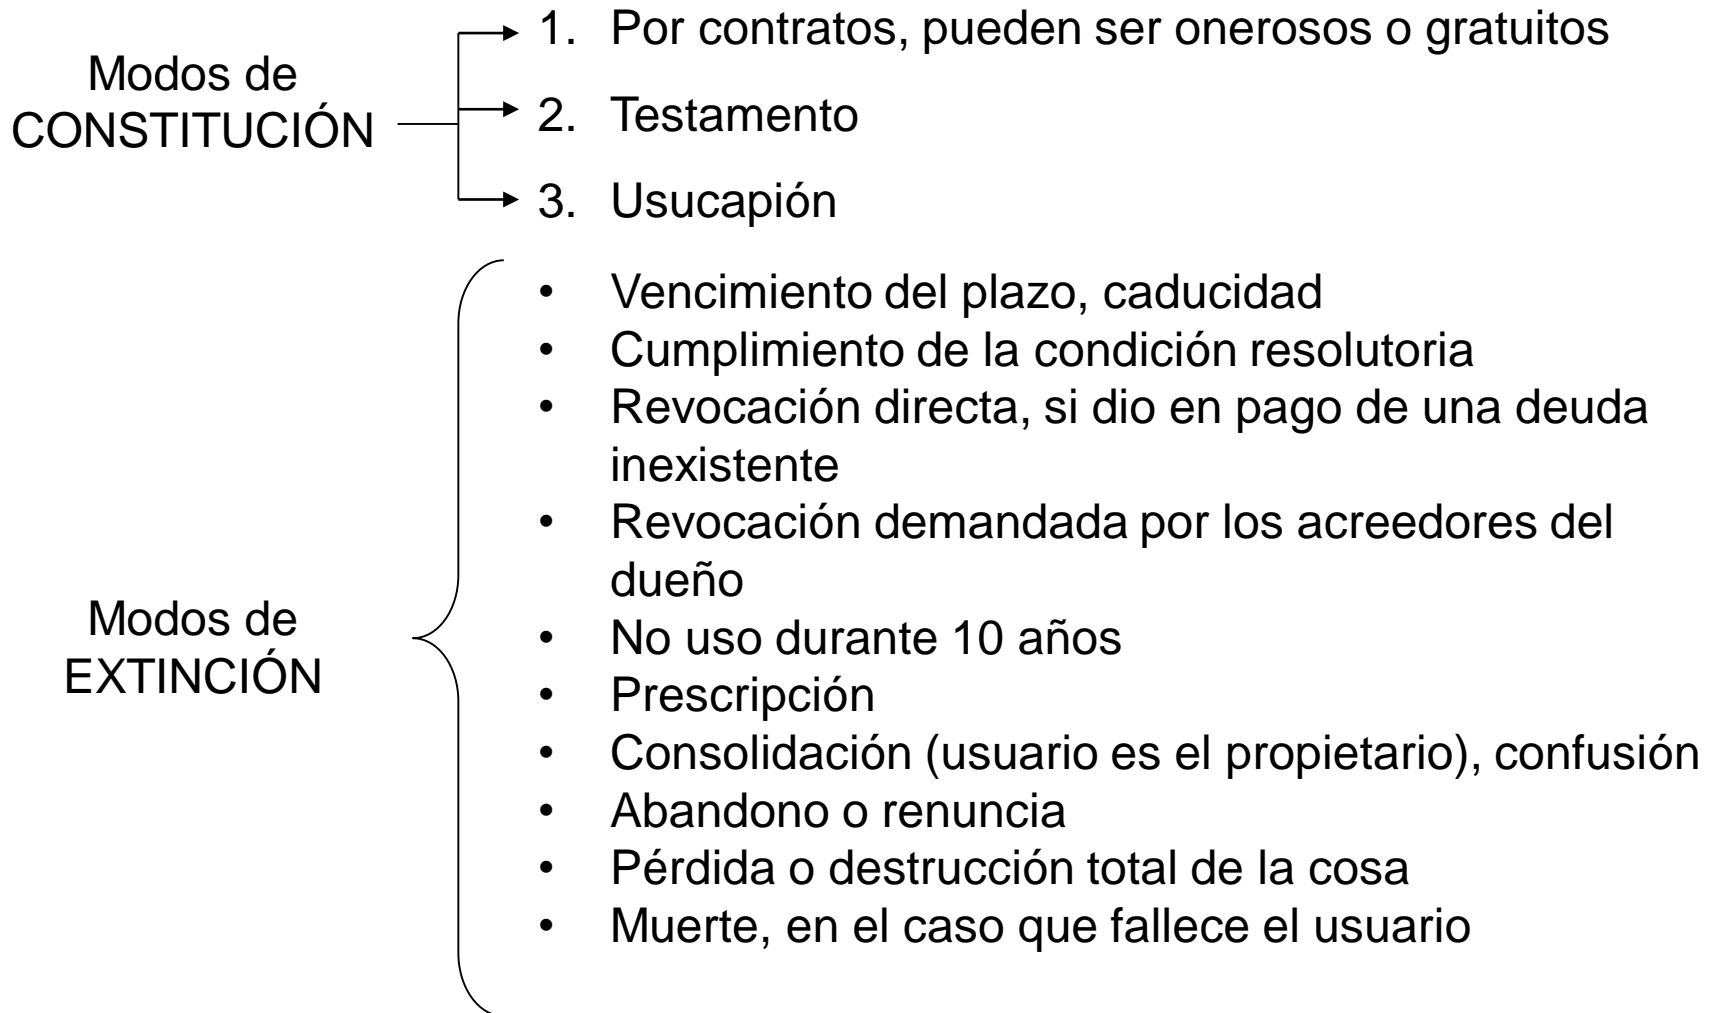 Modos de
CONSTITUCIÓN
1. Por contratos, pueden ser onerosos o gratuitos
2. Testamento
3. Usucapión
Modos de
EXTINCIÓN
• Vencimiento del plazo, caducidad
• Cumplimiento de la condición resolutoria
• Revocación directa, si dio en pago de una deuda
inexistente
• Revocación demandada por los acreedores del
dueño
• No uso durante 10 años
• Prescripción
• Consolidación (usuario es el propietario), confusión
• Abandono o renuncia
• Pérdida o destrucción total de la cosa
• Muerte, en el caso que fallece el usuario